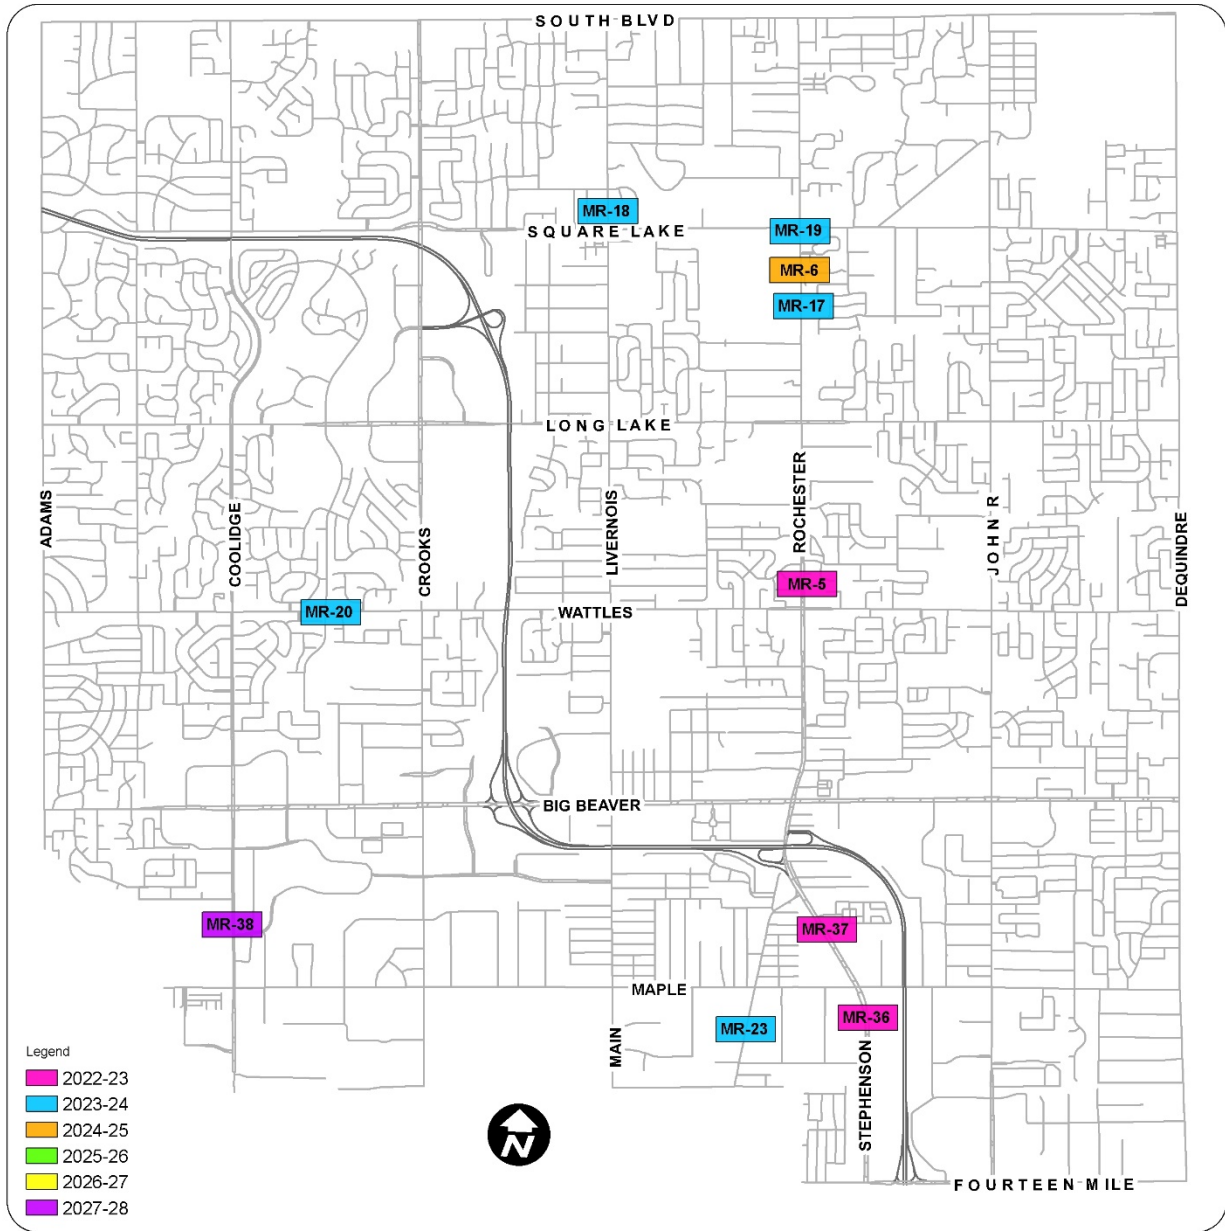 SOUTH BLVD
MR-18
SQUARE LAKE
MR-19
MR-6
MR-17
LONG LAKE
ADAMS
COOLIDGE
CROOKS
LIVERNOIS
ROCHESTER
JOHN R
DEQUINDRE
MR-5
MR-20
WATTLES
BIG BEAVER
MR-38
MR-37
MAPLE
MR-36
MR-23
MAIN
STEPHENSON
Legend
2022-23
2023-24
2024-25
2025-26
2026-27
2027-28
N
FOURTEEN MILE